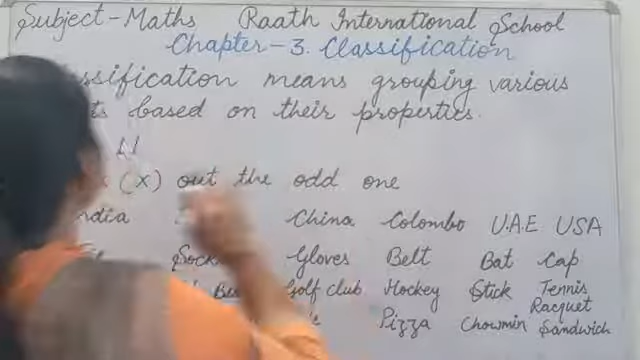 Subject-Maths Raath International School
Chapter-3. Classification
ssification means grouping various
ts based on their properties.
(x) out the odd one
ndia China Colombo U.A.E USA
Sock Gloves Belt Bat Cap
Golf club Hockey Stick Tennis
Racquet
Pizza Chowmin Sandwich